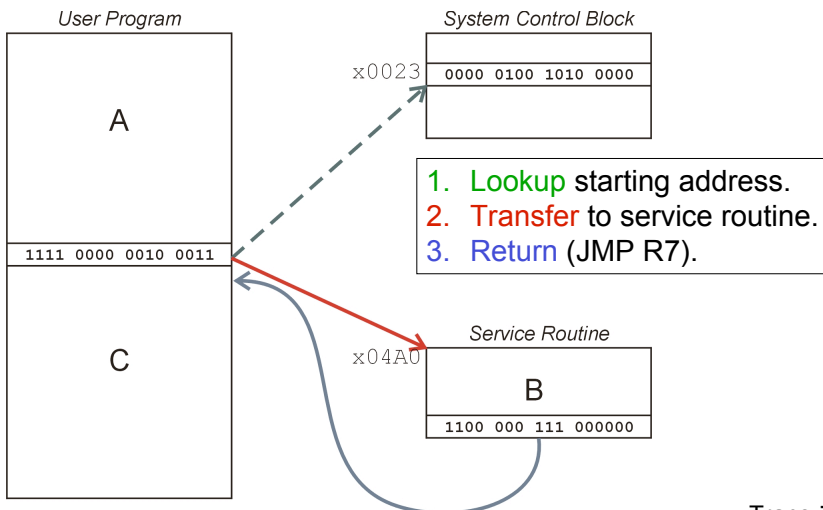 User Program
System Control Block
x0023
0000 0100 1010 0000
A
1. Lookup starting address.
2. Transfer to service routine.
3. Return (JMP R7).
1111 0000 0010 0011
Service Routine
x04A0
C
B
1100 000 111 000000